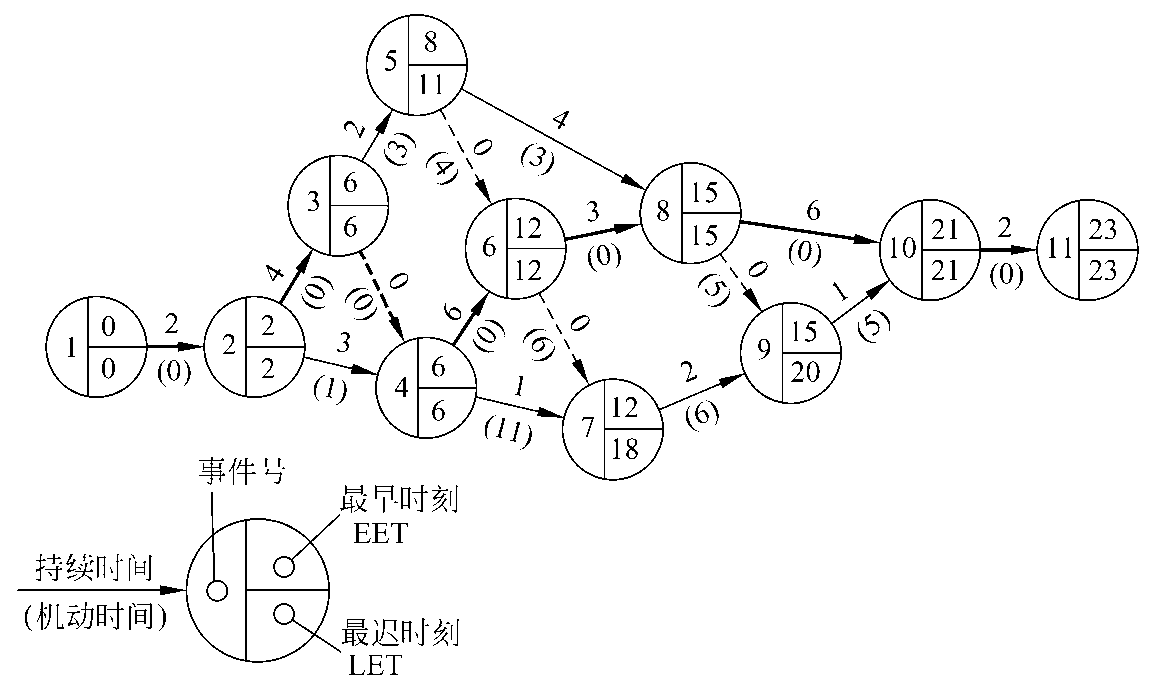 5 8 11
2 (3)
4 (3)
0 (4)
3 6 6
4 (0)
0 (0)
6 12 12
3 (0)
8 15 15
6 (0)
10 21 21
2 (0)
11 23 23
1 0 0
2 (0)
2 2 2
3 (1)
4 6 6
6 (0)
0 (6)
0 (5)
1 (11)
7 12 18
2 (6)
9 15 20
1 (5)
事件号
最早时刻
EET
持续时间
(机动时间)
最迟时刻
LET